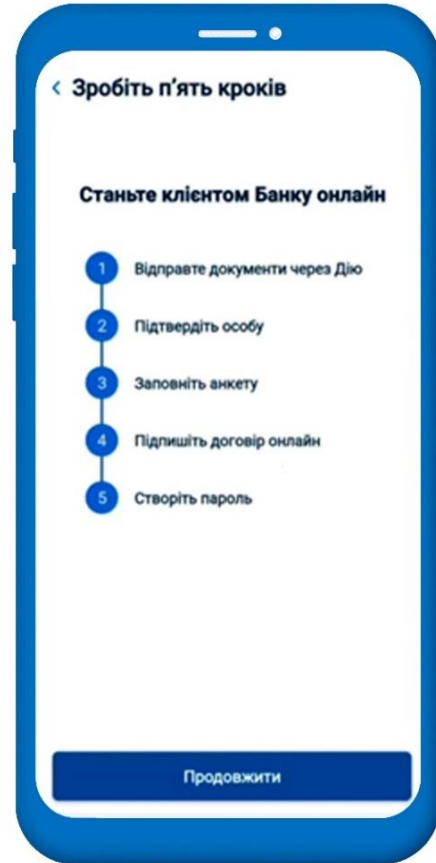 < Зробіть п’ять кроків
Станьте клієнтом Банку онлайн
1 Відправте документи через Дію
2 Підтвердіть особу
3 Заповніть анкету
4 Підпишіть договір онлайн
5 Створіть пароль
Продовжити